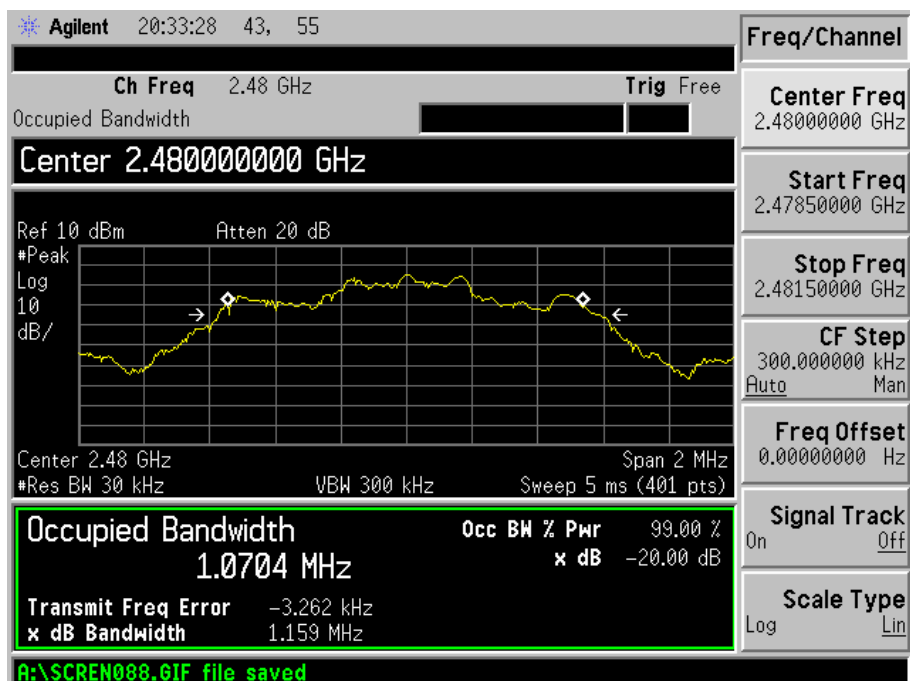 Agilent 20:33:28 43, 55
Ch Freq 2.48 GHz Trig Free
Occupied Bandwidth
Center 2.480000000 GHz
Ref 10 dBm Atten 20 dB
#Peak
Log
10
dB/
Center 2.48 GHz Span 2 MHz
#Res BW 30 kHz VBW 300 kHz Sweep 5 ms (401 pts)
Occupied Bandwidth Occ BW % Pwr 99.00 %
1.0704 MHz x dB -20.00 dB
Transmit Freq Error -3.262 kHz
x dB Bandwidth 1.159 MHz
A:\SCREN088.GIF file saved
Freq/Channel
Center Freq
2.48000000 GHz
Start Freq
2.47850000 GHz
Stop Freq
2.48150000 GHz
CF Step
300.000000 kHz
Auto Man
Freq Offset
0.00000000 Hz
Signal Track
On Off
Scale Type
Log Lin